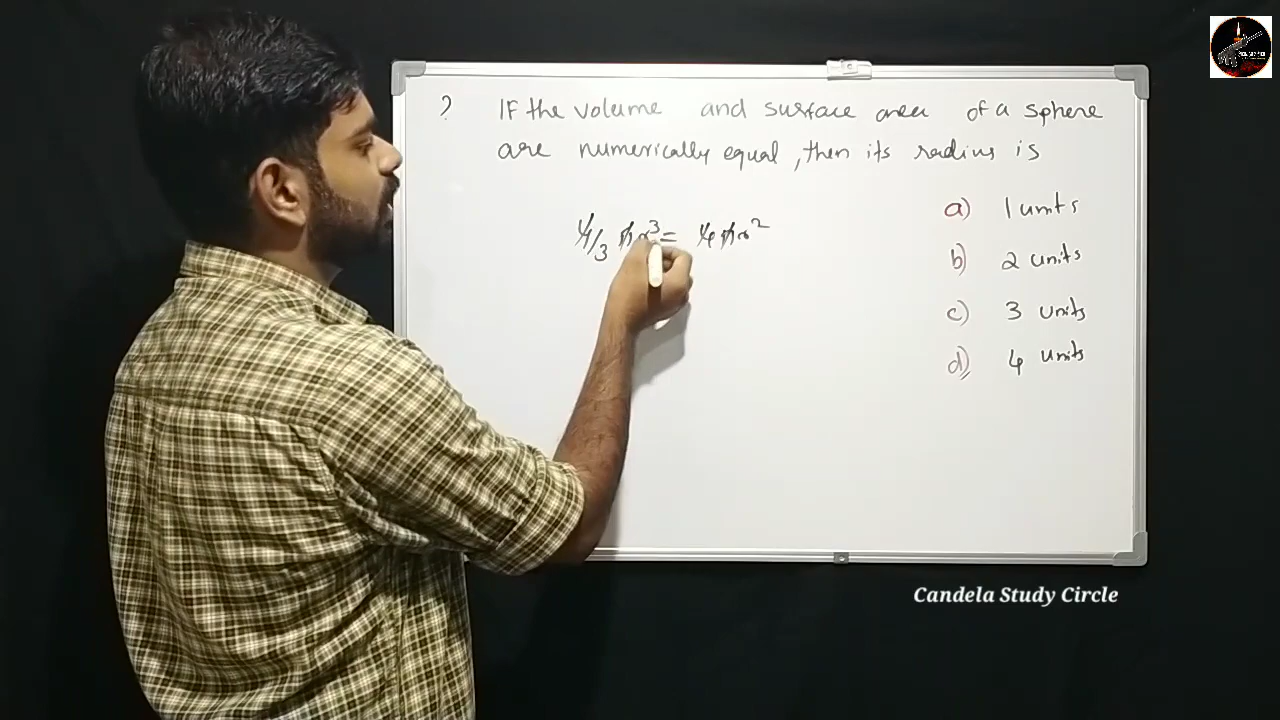 ? IF the volume and surface area of a sphere
are numerically equal, then its radius is
4/3 πr³ = 4πr²
a) 1 units
b) 2 units
c) 3 units
d) 4 units
Candela Study Circle